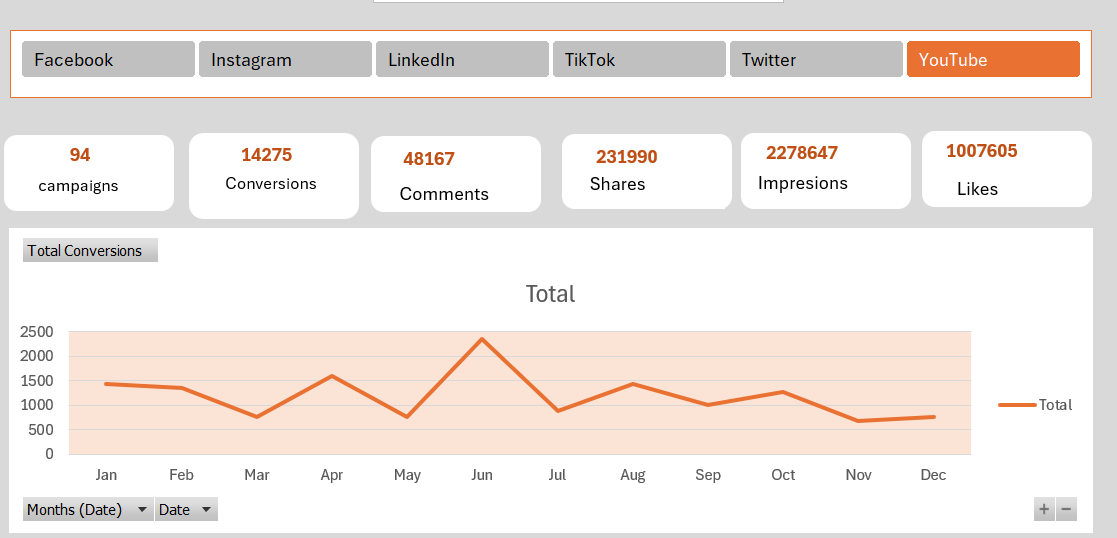 Facebook
Instagram
LinkedIn
TikTok
Twitter
YouTube
94
campaigns
14275
Conversions
48167
Comments
231990
Shares
2278647
Impresions
1007605
Likes
Total Conversions
Total
2500
2000
1500
1000
500
0
Jan Feb Mar Apr May Jun Jul Aug Sep Oct Nov Dec
Total
Months (Date)
Date
+ −